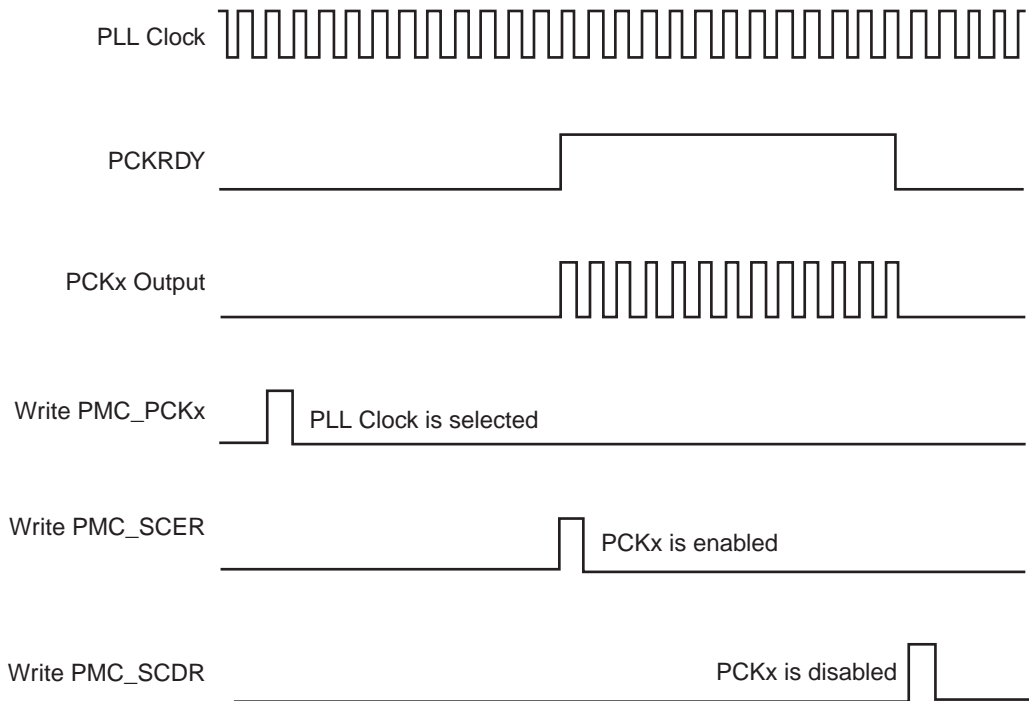 PLL Clock
PCKRDY
PCKx Output
Write PMC_PCKx
PLL Clock is selected
Write PMC_SCER
PCKx is enabled
Write PMC_SCDR
PCKx is disabled